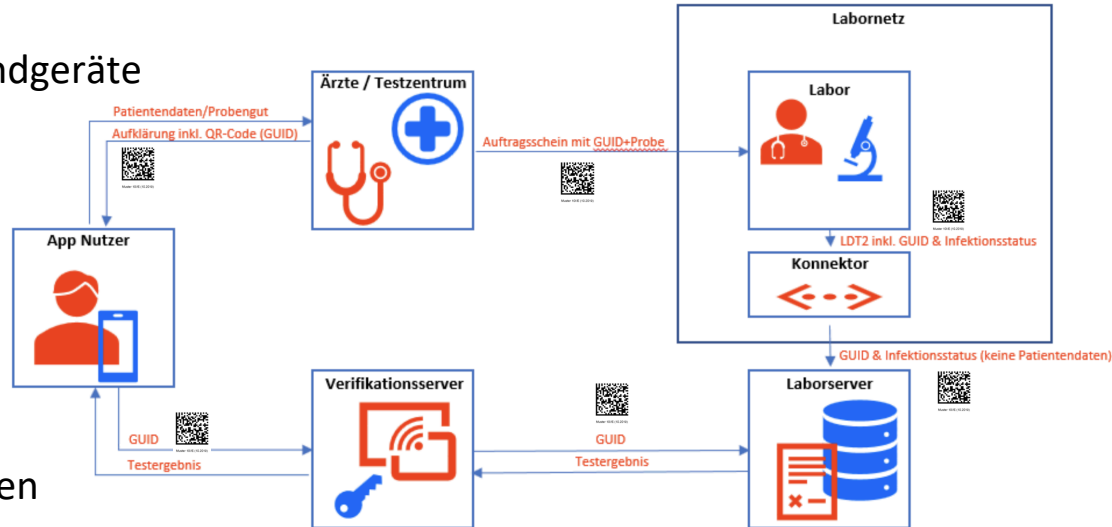 Labornetz
ndgeräte
Ärzte / Testzentrum
Labor
Patientendaten/Probengut
Aufklärung inkl. QR-Code (GUID)
Auftragsschein mit GUID+Probe
App Nutzer
LDT2 inkl. GUID & Infektionsstatus
Konnektor
GUID & Infektionsstatus (keine Patientendaten)
Verifikationsserver
Laborserver
GUID
Testergebnis
GUID
Testergebnis
en